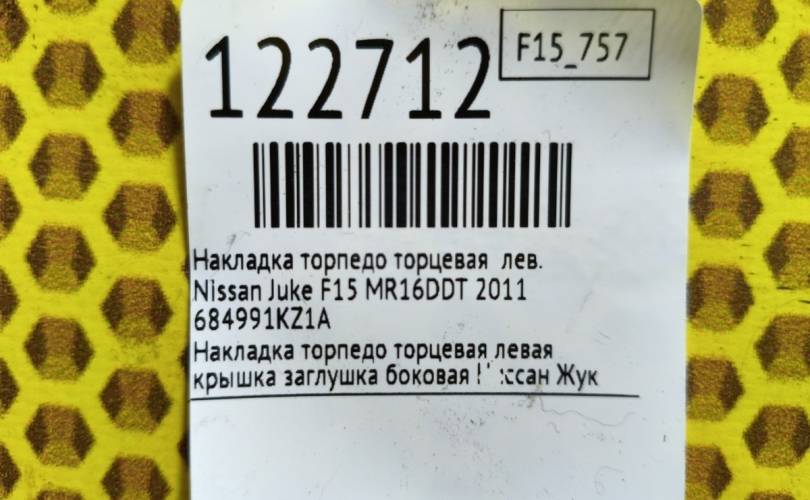 122712
F15_757
Накладка торпедо торцевая лев.
Nissan Juke F15 MR16DDT 2011
684991KZ1A
Накладка торпедо торцевая левая
крышка заглушка боковая Жук